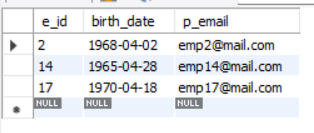 e_id birth_date p_email
2 1968-04-02 emp2@mail.com
14 1965-04-28 emp14@mail.com
17 1970-04-18 emp17@mail.com
NULL NULL NULL